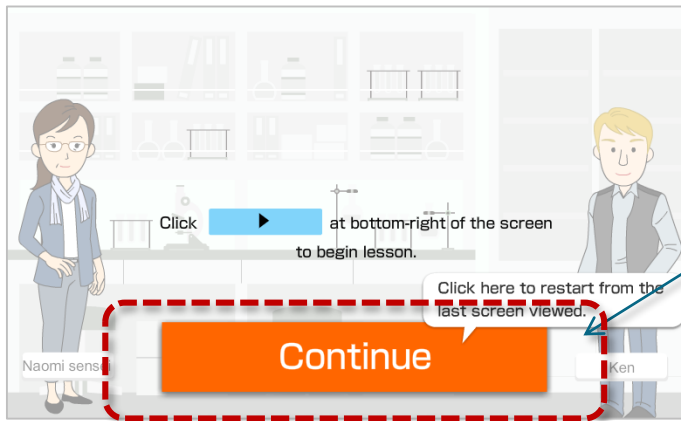 Click ▶ at bottom-right of the screen
to begin lesson.
Click here to restart from the
last screen viewed.
Continue
Naomi sensei
Ken